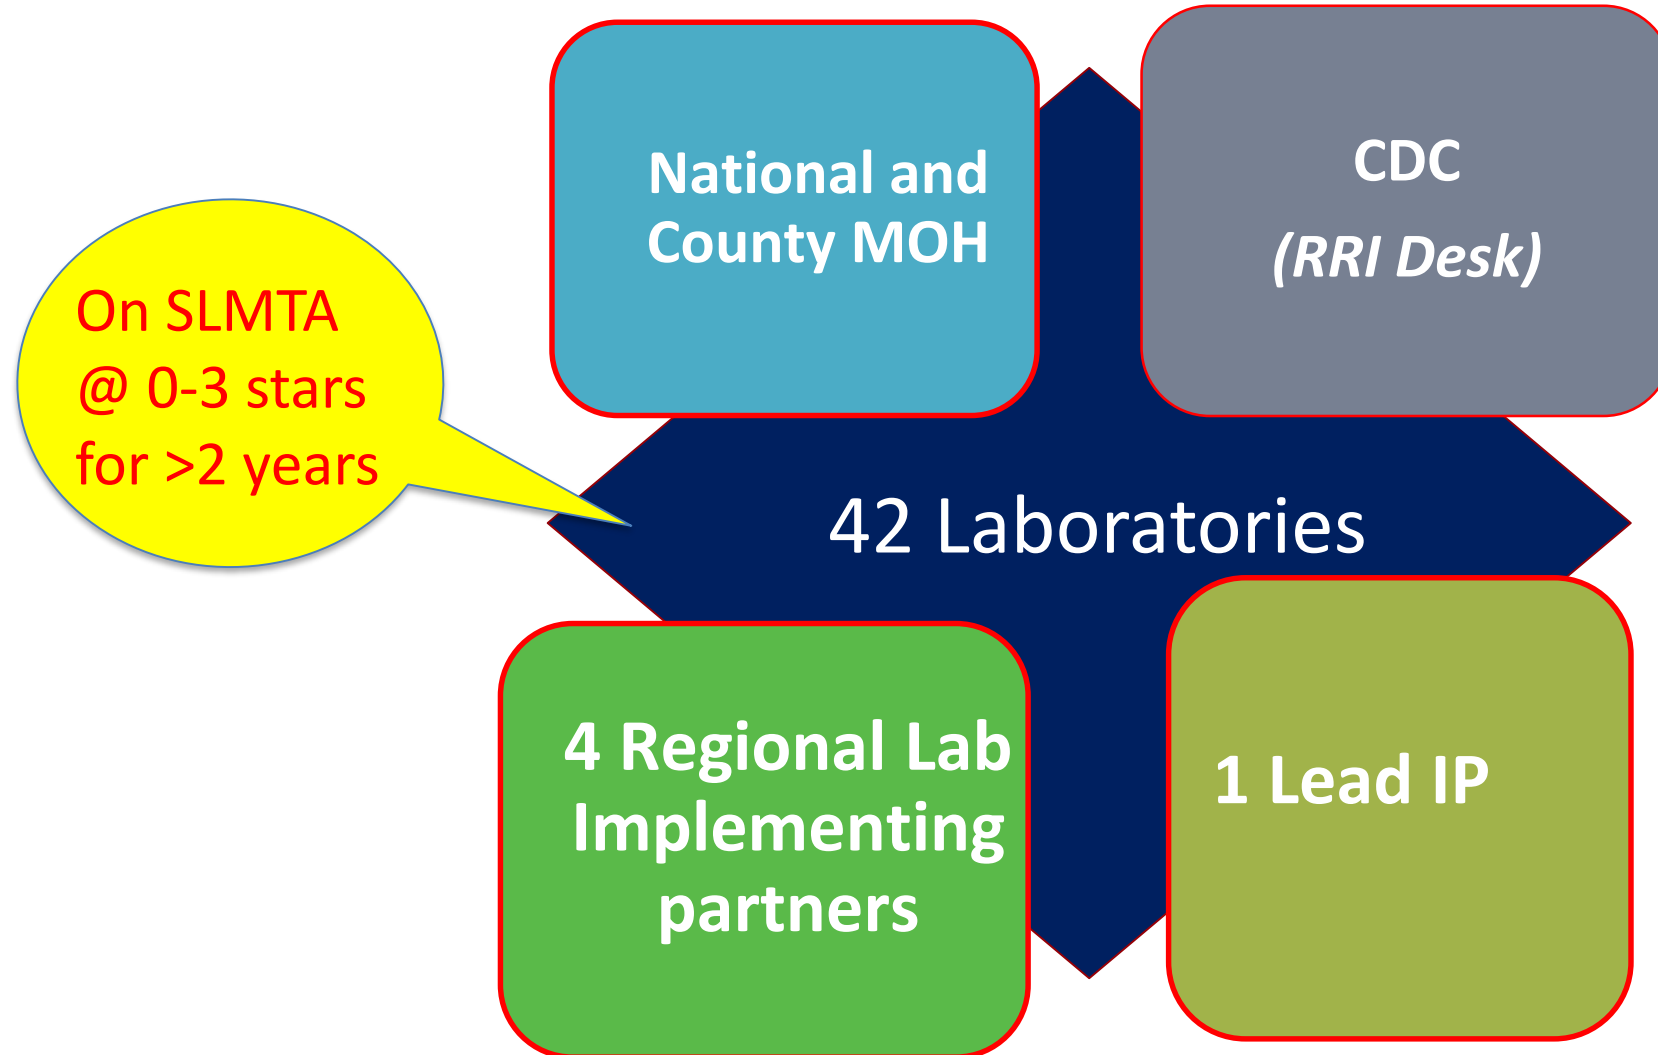 National and
County MOH
CDC
(RRI Desk)
On SLMTA
@ 0-3 stars
for >2 years
42 Laboratories
4 Regional Lab
Implementing
partners
1 Lead IP